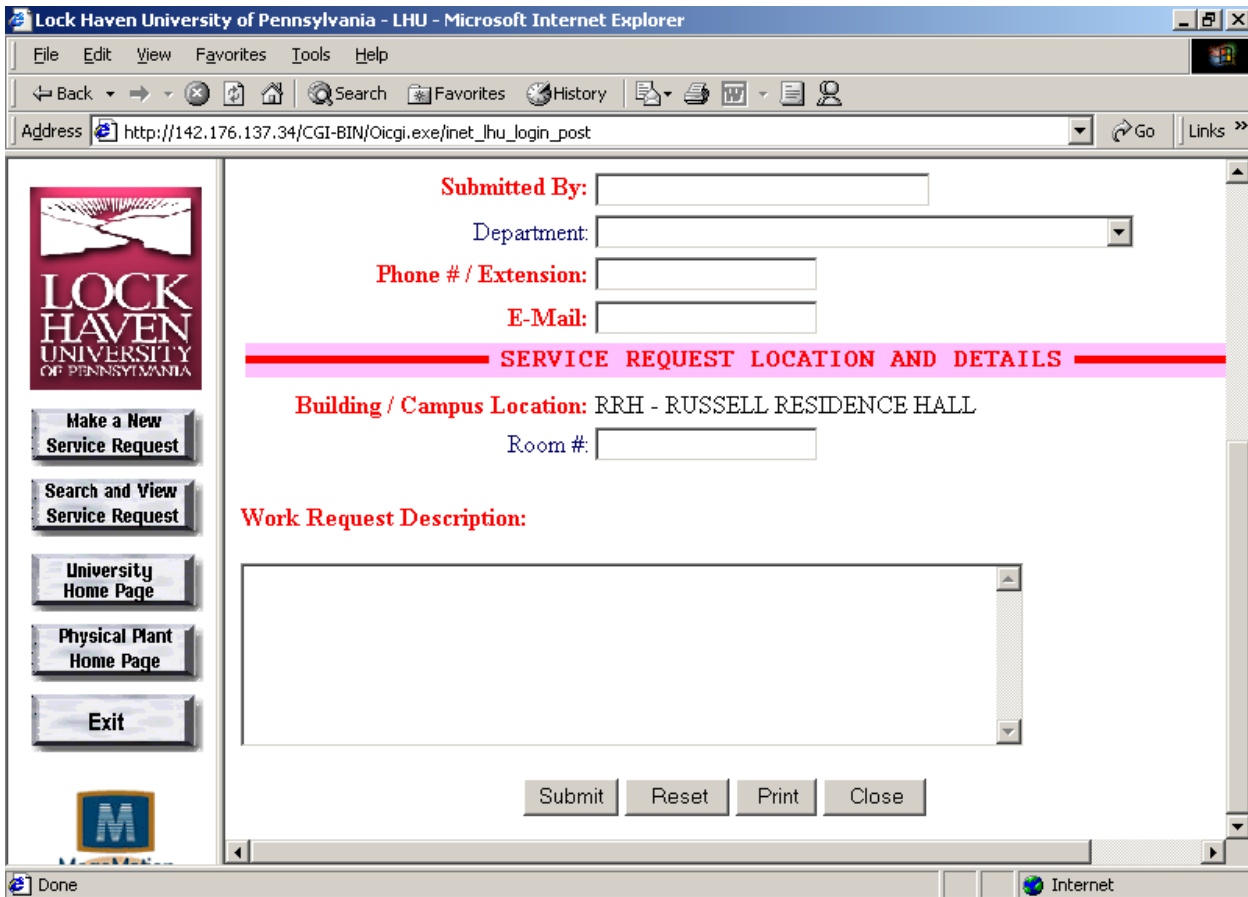 Lock Haven University of Pennsylvania - LHU - Microsoft Internet Explorer
File Edit View Favorites Tools Help
Back Search Favorites History
Address http://142.176.137.34/CGI-BIN/Oicgi.exe/inet_lhu_login_post Go Links »
LOCK
HAVEN
UNIVERSITY
OF PENNSYLVANIA
Make a New
Service Request
Search and View
Service Request
University
Home Page
Physical Plant
Home Page
Exit
M
Submitted By:
Department:
Phone # / Extension:
E-Mail:
SERVICE REQUEST LOCATION AND DETAILS
Building / Campus Location: RRH - RUSSELL RESIDENCE HALL
Room #:
Work Request Description:
Submit Reset Print Close
Done Internet